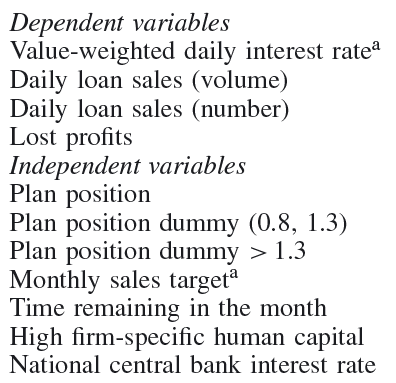 Dependent variables
Value-weighted daily interest rateᵃ
Daily loan sales (volume)
Daily loan sales (number)
Lost profits
Independent variables
Plan position
Plan position dummy (0.8, 1.3)
Plan position dummy > 1.3
Monthly sales targetᵃ
Time remaining in the month
High firm-specific human capital
National central bank interest rate